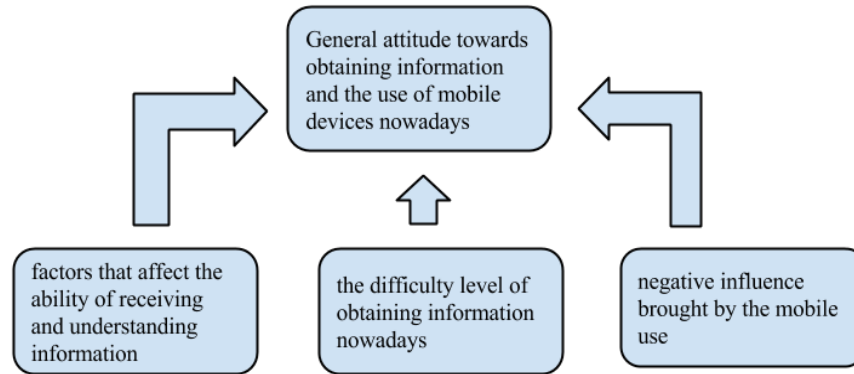 General attitude towards
obtaining information
and the use of mobile
devices nowadays
factors that affect the
ability of receiving
and understanding
information
the difficulty level of
obtaining information
nowadays
negative influence
brought by the mobile
use